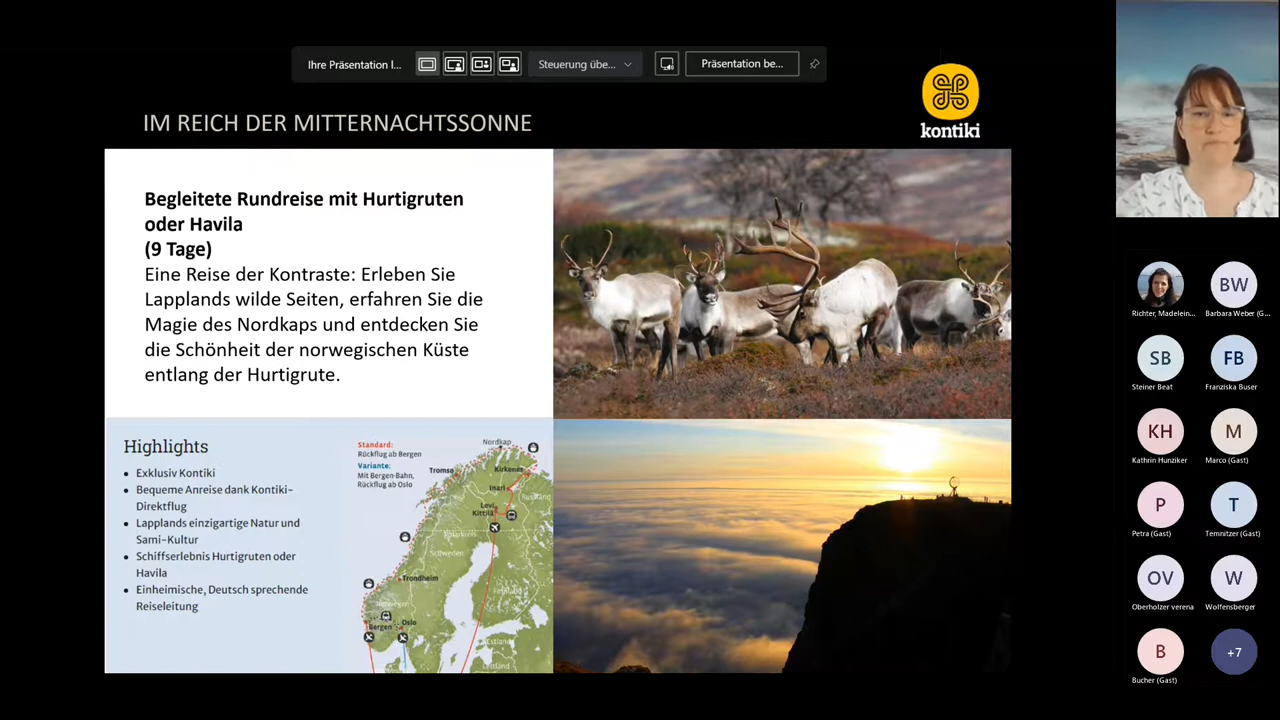 Ihre Präsentation I...
Steuerung übe...
Präsentation be...
kontiki
IM REICH DER MITTERNACHTSSONNE
Begleitete Rundreise mit Hurtigruten
oder Havila
(9 Tage)
Eine Reise der Kontraste: Erleben Sie
Lapplands wilde Seiten, erfahren Sie die
Magie des Nordkaps und entdecken Sie
die Schönheit der norwegischen Küste
entlang der Hurtigrute.
Highlights
Exklusiv Kontiki
Bequeme Anreise dank Kontiki-
Direktflug
Lapplands einzigartige Natur und
Sami-Kultur
Schiffserlebnis Hurtigruten oder
Havila
Einheimische, Deutsch sprechende
Reiseleitung
Standard:
Rückflug ab Bergen
Variante:
Mit Bergen-Bahn,
Rückflug ab Oslo
Nordkap
Tromsø
Kirkenes
Inari
Russland
Levi
Kittilä
Schweden
Trondheim
Norwegen
Bergen
Oslo
Estland
Lettland
Richter, Madelein...
BW
Barbara Weber (G...
SB
Steiner Beat
FB
Franziska Buser
KH
Kathrin Hunziker
M
Marco (Gast)
P
Petra (Gast)
T
Temnitzer (Gast)
OV
Oberholzer verena
W
Wolfensberger
B
Bucher (Gast)
+7